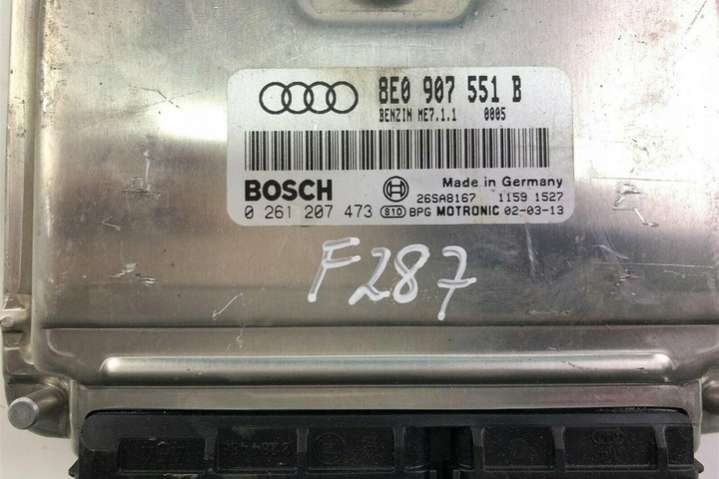 8E0 907 551 B
BENZIN ME7.1.1 0005
BOSCH Made in Germany
26SA8167 1159 1527
0 261 207 473 S10 BPG MOTRONIC 02-03-13
F287